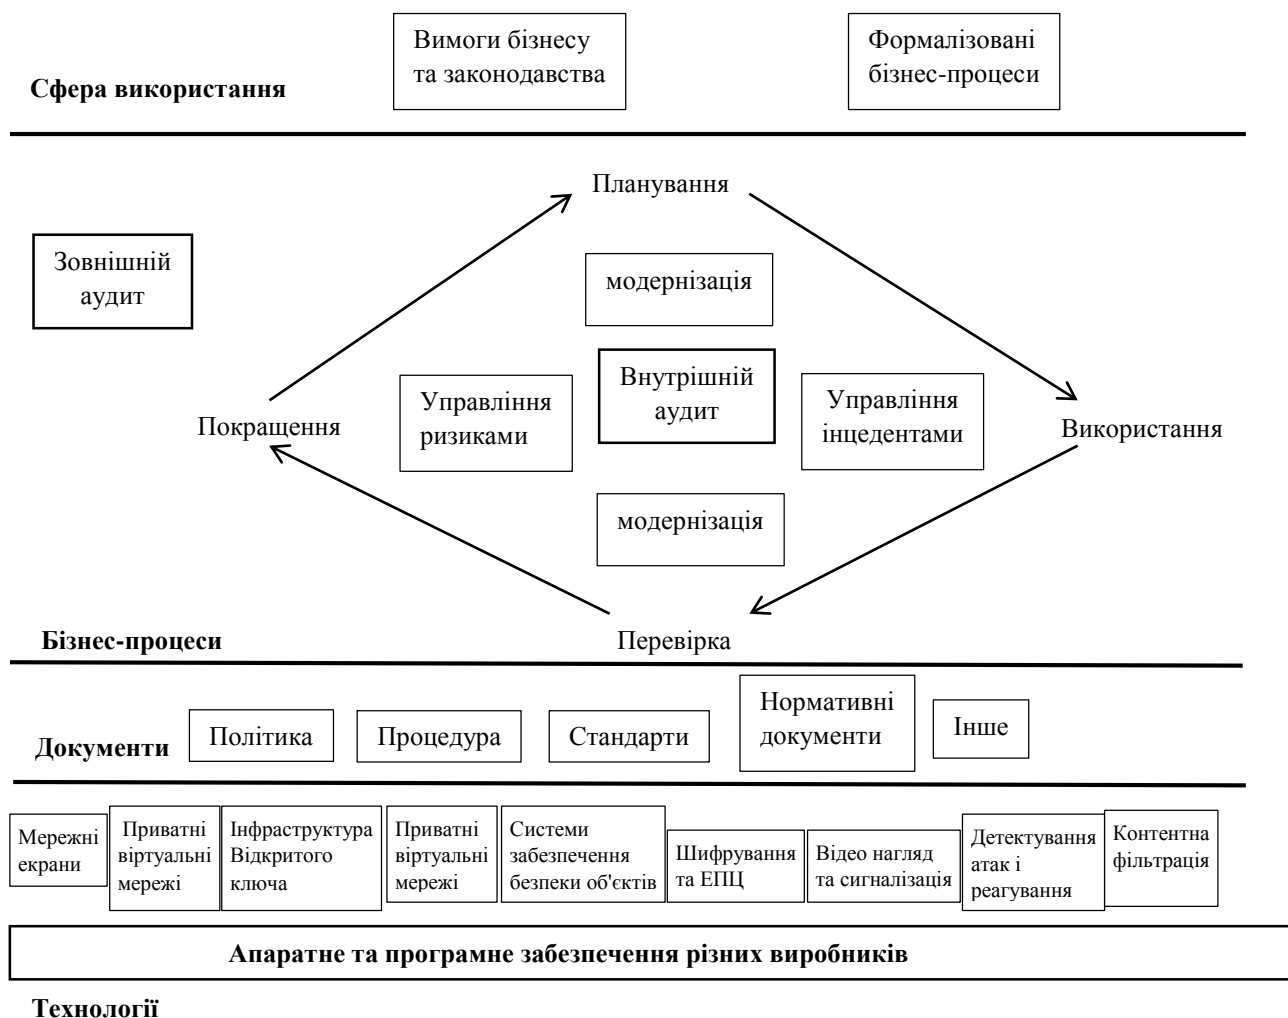 Вимоги бізнесу
та законодавства
Формалізовані
бізнес-процеси
Сфера використання
Планування
Зовнішній
аудит
модернізація
Внутрішній
аудит
Управління
ризиками
Управління
інцедентами
Покращення
Використання
модернізація
Бізнес-процеси
Перевірка
Документи
Політика
Процедура
Стандарти
Нормативні
документи
Інше
Мережні
екрани
Приватні
віртуальні
мережі
Інфраструктура
Відкритого
ключа
Приватні
віртуальні
мережі
Системи
забезпечення
безпеки об'єктів
Шифрування
та ЕПЦ
Відео нагляд
та сигналізація
Детектування
атак і
реагування
Контентна
фільтрація
Апаратне та програмне забезпечення різних виробників
Технології